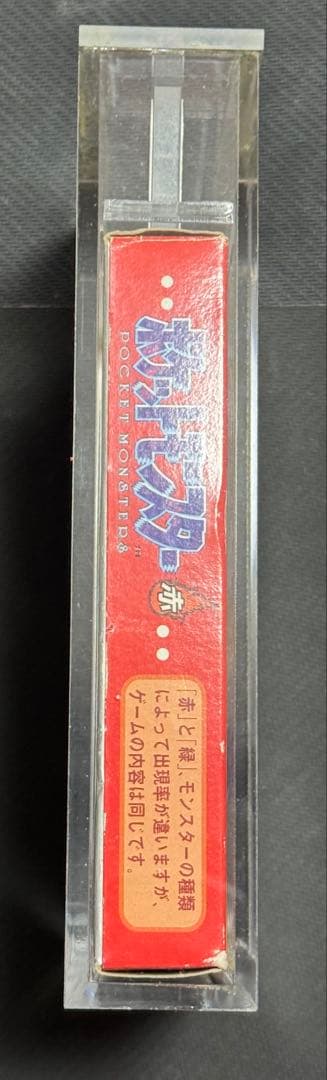 ポケットモンスター
POCKET MONSTERS
TM
赤
「赤」と「緑」、モンスターの種類
によって出現率が違いますが、
ゲームの内容は同じです。